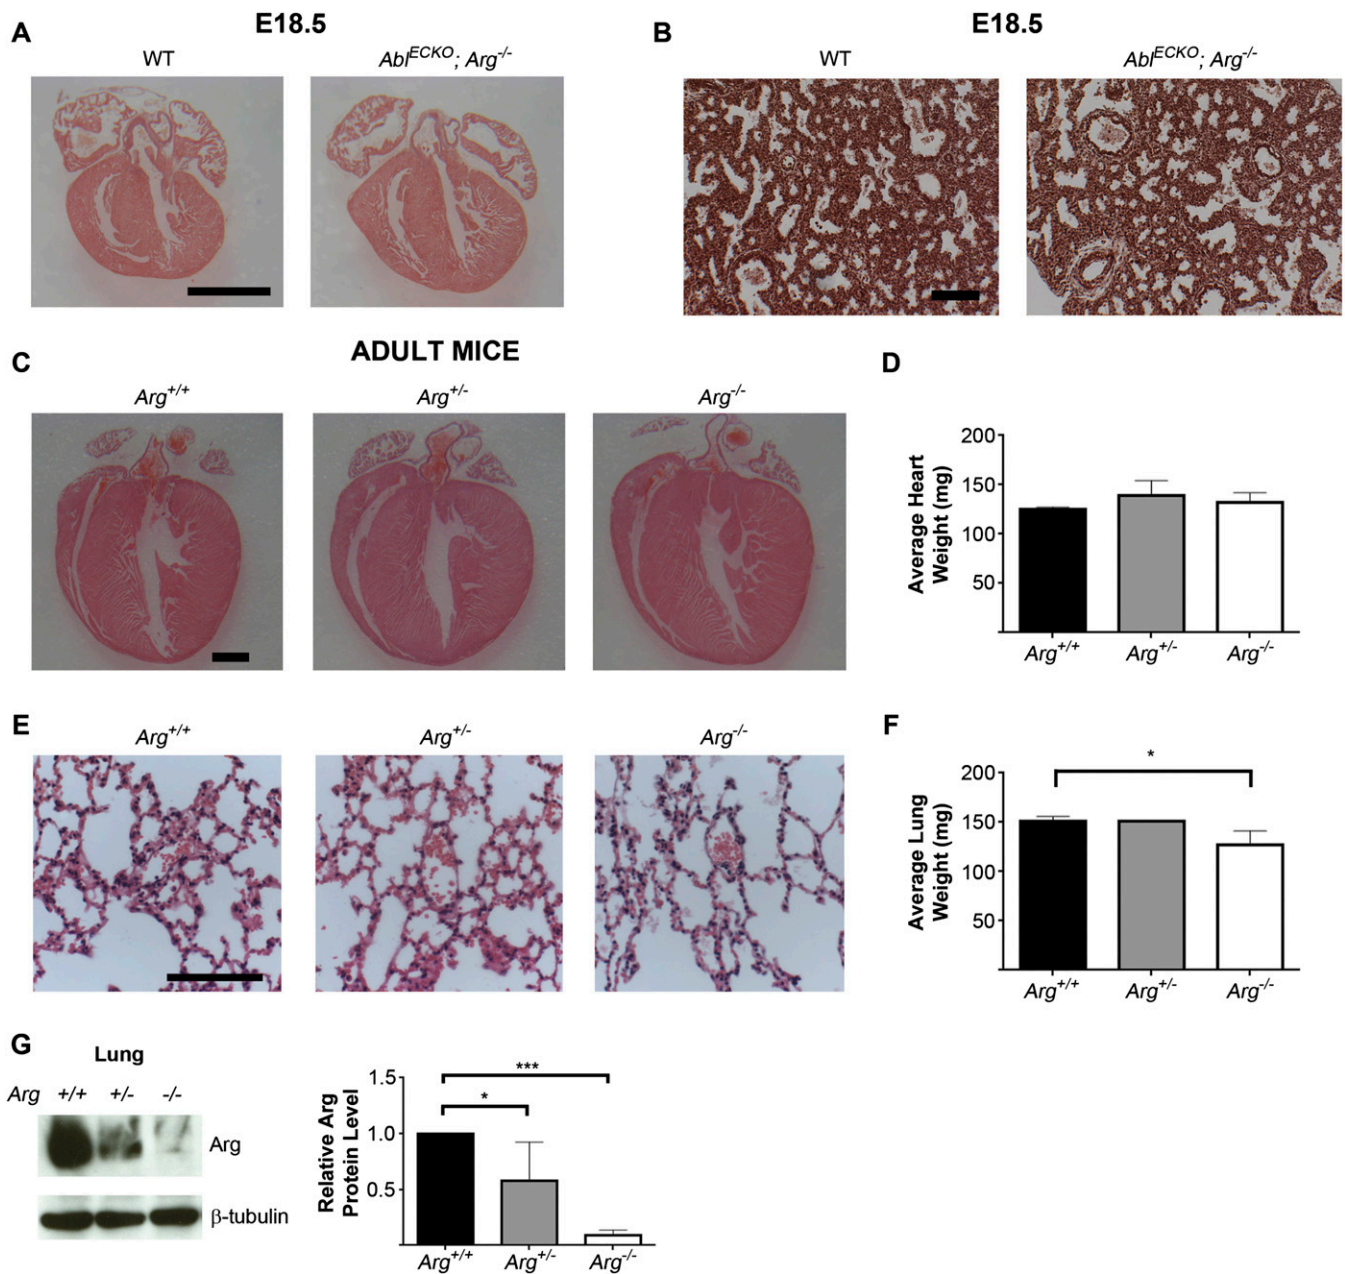 A
E18.5
WT
Abl^ECKO; Arg^-/-
B
E18.5
WT
Abl^ECKO; Arg^-/-
ADULT MICE
C
Arg^+/+
Arg^+/-
Arg^-/-
D
Average Heart
Weight (mg)
200
150
100
50
Arg^+/+
Arg^+/-
Arg^-/-
E
Arg^+/+
Arg^+/-
Arg^-/-
F
Average Lung
Weight (mg)
200
150
100
50
*
Arg^+/+
Arg^+/-
Arg^-/-
G
Lung
Arg +/+ +/- -/-
Arg
β-tubulin
Relative Arg
Protein Level
1.5
1.0
0.5
***
*
Arg^+/+
Arg^+/-
Arg^-/-